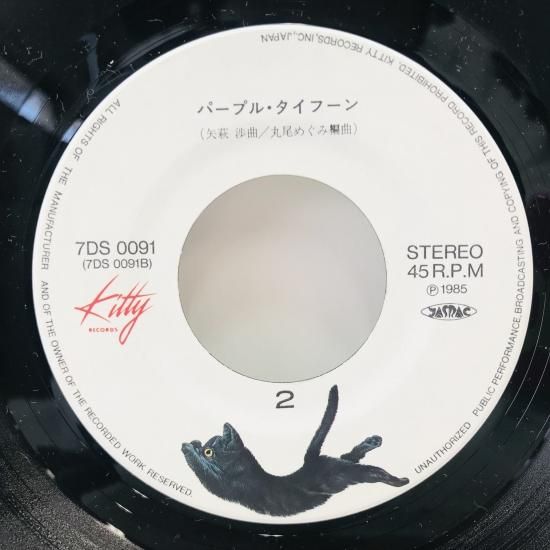 パープル・タイフーン
(矢萩 渉曲/丸尾めぐみ編曲)
7DS 0091
(7DS 0091B)
Kitty
RECORDS
STEREO
45 R.P.M
Ⓟ1985
JASRAC
2
ALL RIGHTS OF THE MANUFACTURER AND OF THE OWNER OF THE RECORDED WORK RESERVED.
UNAUTHORIZED PUBLIC PERFORMANCE, BROADCASTING AND COPYING OF THIS RECORD PROHIBITED. KITTY RECORDS, INC., JAPAN